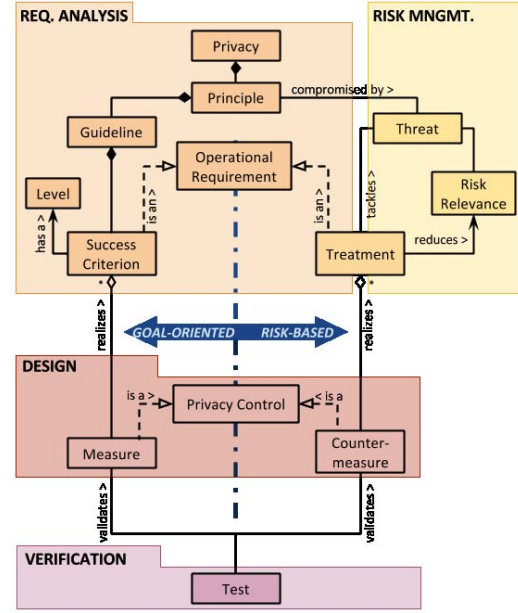 REQ. ANALYSIS
RISK MNGMT.
Privacy
Principle
compromised by >
Guideline
Threat
Operational
Requirement
Level
Risk
Relevance
has a >
is an >
is an >
tackles >
Success
Criterion
Treatment
reduces >
*
*
realizes >
realizes >
GOAL-ORIENTED RISK-BASED
DESIGN
is a >
Privacy Control
< is a
Measure
Counter-
measure
validates >
validates >
VERIFICATION
Test